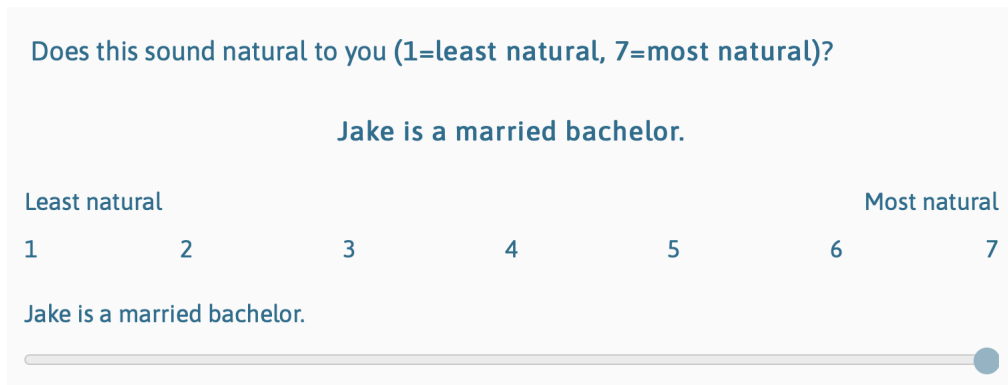 Does this sound natural to you (1=least natural, 7=most natural)?
Jake is a married bachelor.
Least natural Most natural
1 2 3 4 5 6 7
Jake is a married bachelor.